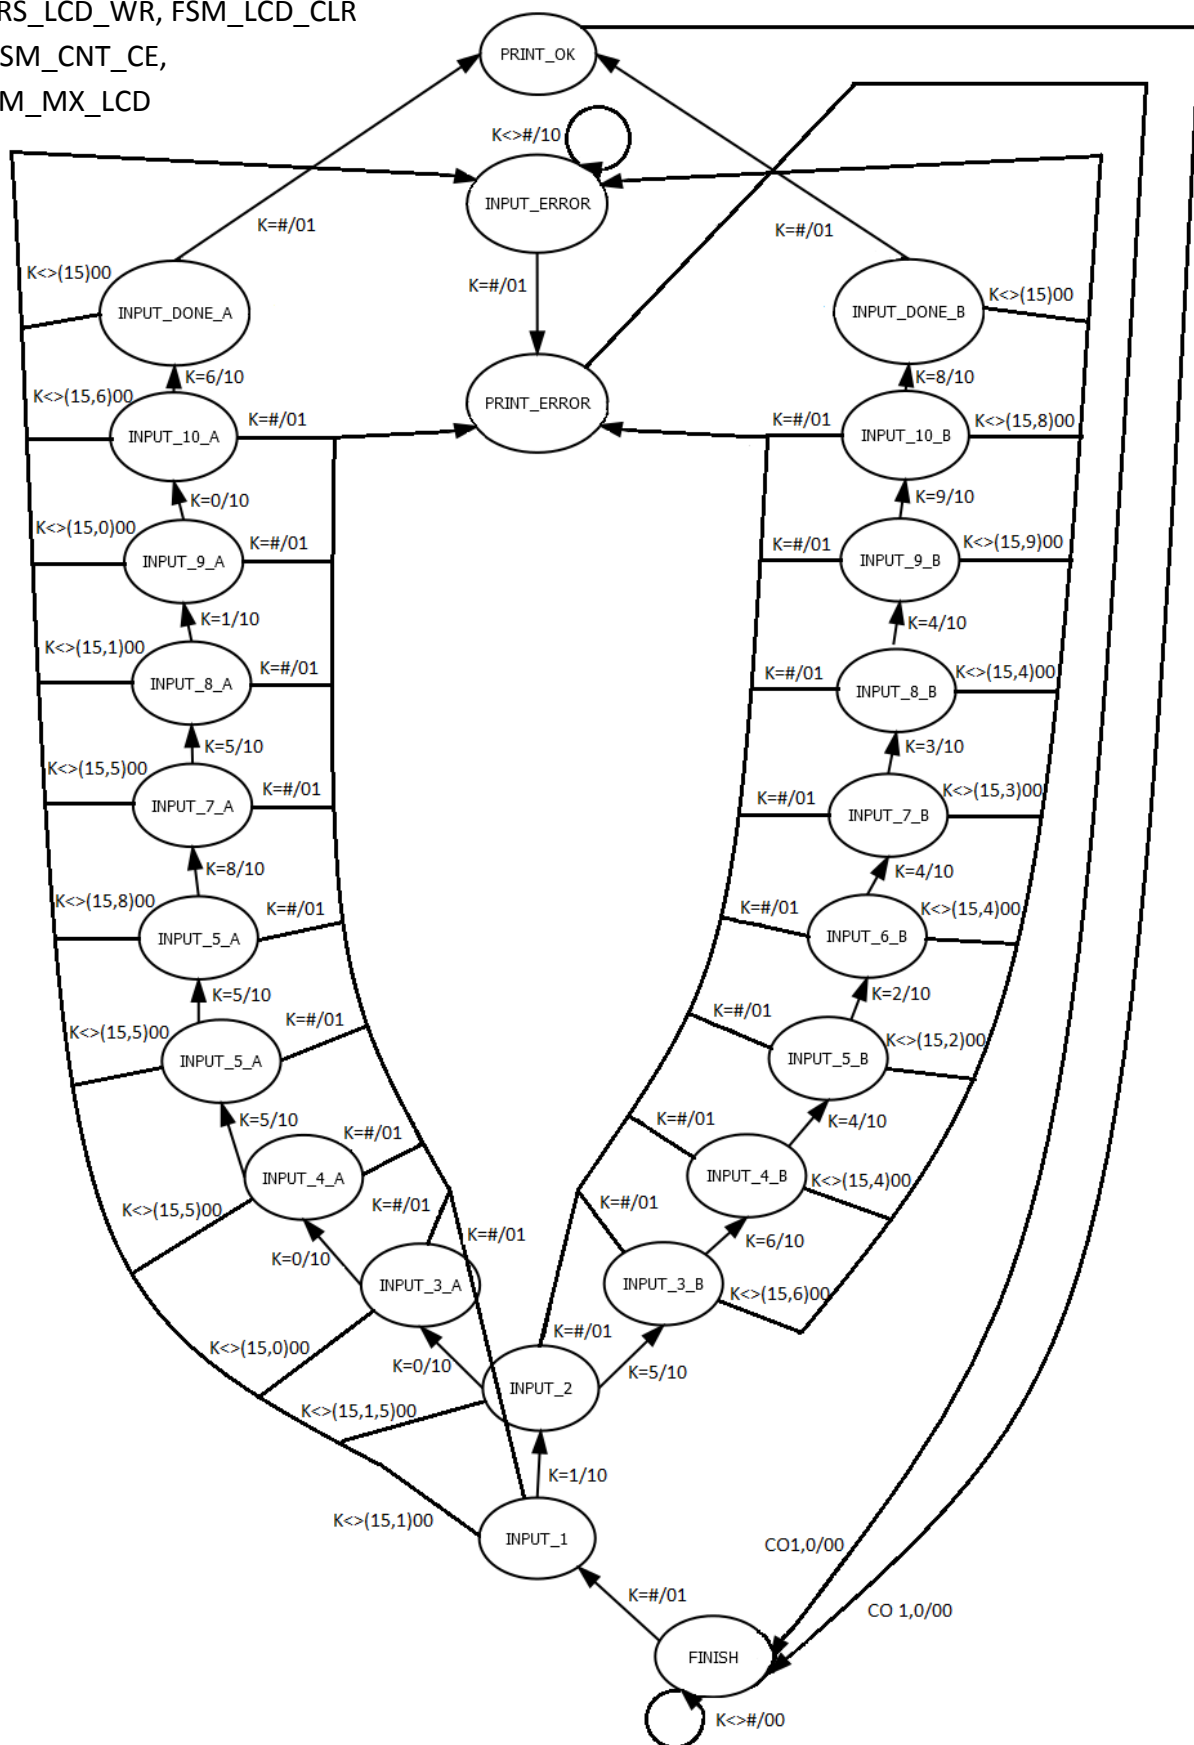 RS_LCD_WR, FSM_LCD_CLR
SM_CNT_CE,
M_MX_LCD
PRINT_OK
K<>#/10
INPUT_ERROR
K=#/01
K=#/01
K=#/01
K<>(15)00
INPUT_DONE_A
INPUT_DONE_B
K<>(15)00
K=6/10
K=8/10
K<>(15,6)00
INPUT_10_A
K=#/01
PRINT_ERROR
K=#/01
INPUT_10_B
K<>(15,8)00
K=0/10
K=9/10
K<>(15,0)00
INPUT_9_A
K=#/01
K=#/01
INPUT_9_B
K<>(15,9)00
K=1/10
K=4/10
K<>(15,1)00
INPUT_8_A
K=#/01
K=#/01
INPUT_8_B
K<>(15,4)00
K=5/10
K=3/10
K<>(15,5)00
INPUT_7_A
K=#/01
K=#/01
INPUT_7_B
K<>(15,3)00
K=8/10
K=4/10
K<>(15,8)00
INPUT_5_A
K=#/01
K=#/01
INPUT_6_B
K<>(15,4)00
K=5/10
K=2/10
K<>(15,5)00
INPUT_5_A
K=#/01
K=#/01
INPUT_5_B
K<>(15,2)00
K=5/10
K=4/10
K=#/01
K=#/01
INPUT_4_A
INPUT_4_B
K<>(15,4)00
K<>(15,5)00
K=#/01
K=#/01
K=#/01
K=0/10
K=6/10
INPUT_3_A
INPUT_3_B
K<>(15,6)00
K<>(15,0)00
K=#/01
K=0/10
K=5/10
INPUT_2
K<>(15,1,5)00
K=1/10
K<>(15,1)00
INPUT_1
CO1,0/00
K=#/01
CO 1,0/00
FINISH
K<>#/00